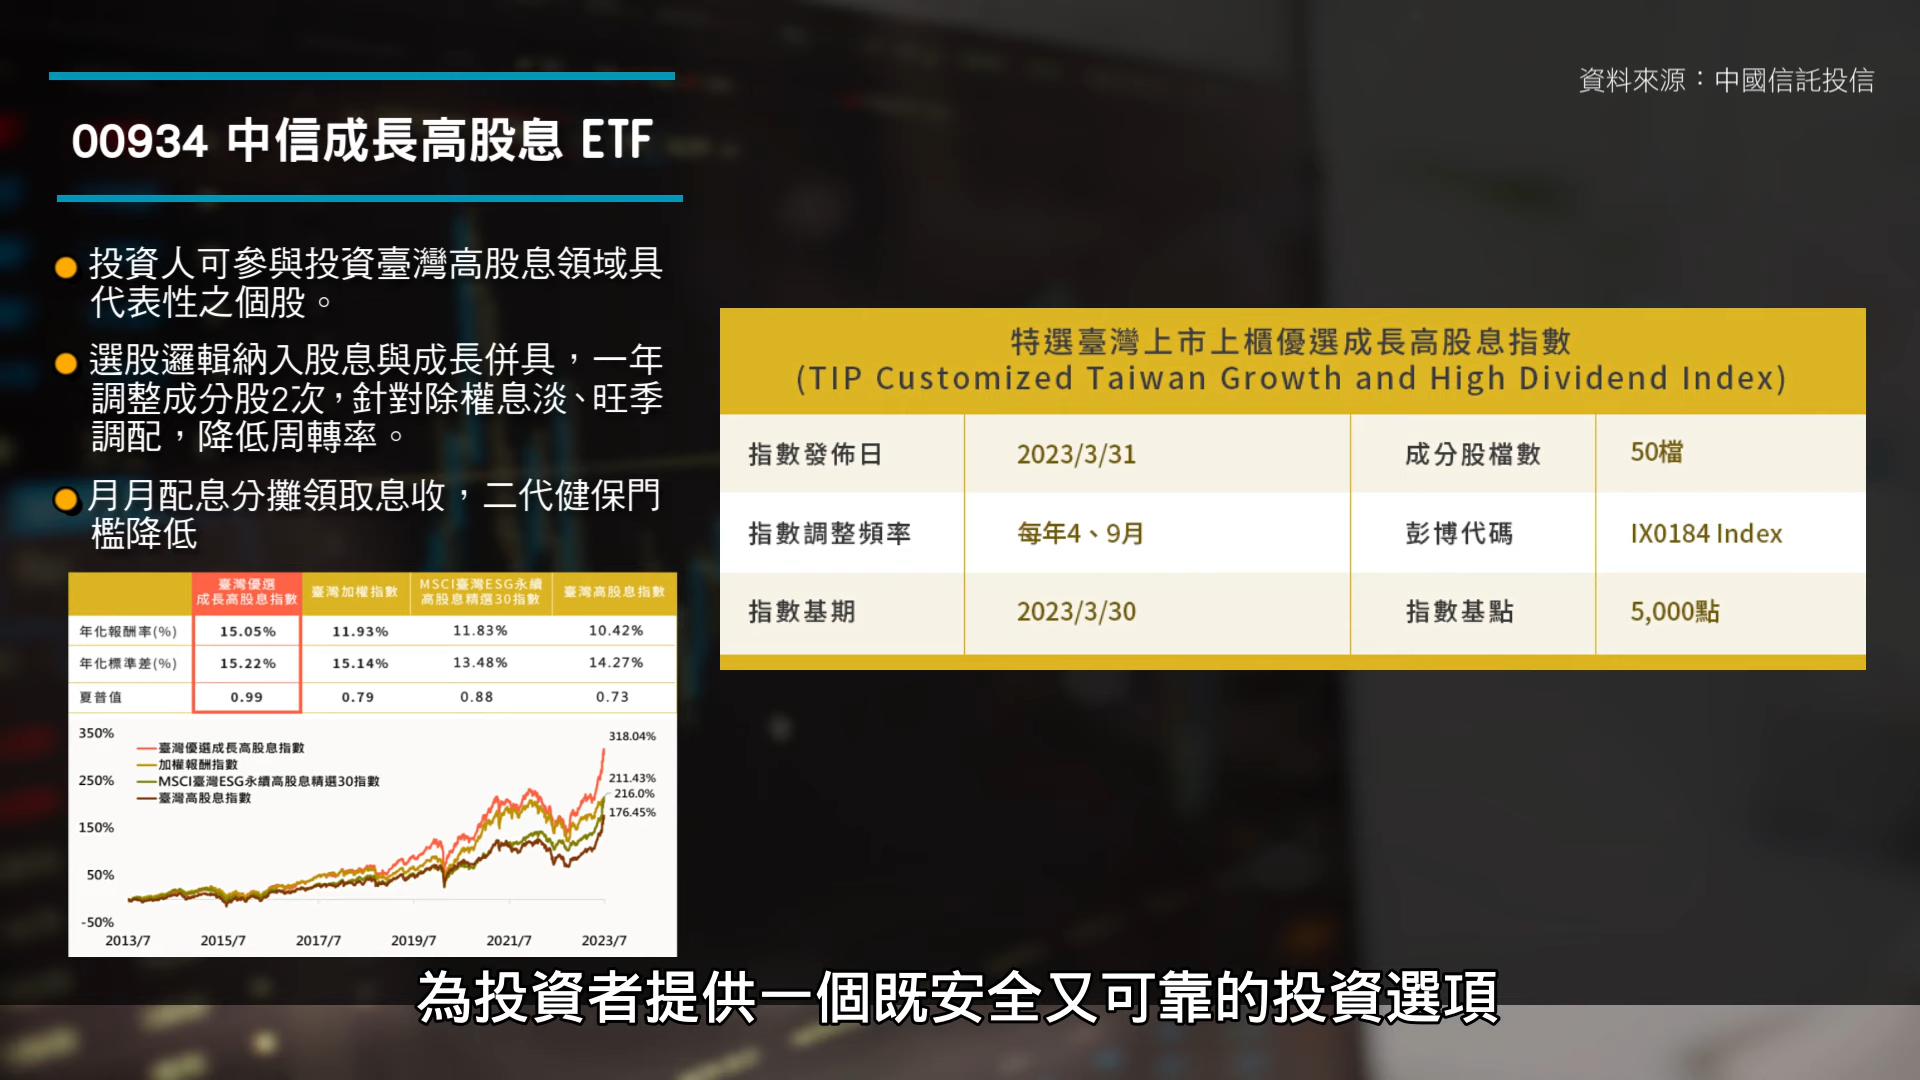 資料來源：中國信託投信
00934 中信成長高股息 ETF
投資人可參與投資臺灣高股息領域具
代表性之個股。
選股邏輯納入股息與成長併具，一年
調整成分股2次，針對除權息淡、旺季
調配，降低周轉率。
月月配息分攤領取息收，二代健保門
檻降低
臺灣優選
成長高股息指數
臺灣加權指數
MSCI臺灣ESG永續
高股息精選30指數
臺灣高股息指數
年化報酬率(%) 15.05% 11.93% 11.83% 10.42%
年化標準差(%) 15.22% 15.14% 13.48% 14.27%
夏普值 0.99 0.79 0.88 0.73
350%
250%
150%
50%
-50%
臺灣優選成長高股息指數
加權報酬指數
MSCI臺灣ESG永續高股息精選30指數
臺灣高股息指數
318.04%
211.43%
216.0%
176.45%
2013/7 2015/7 2017/7 2019/7 2021/7 2023/7
特選臺灣上市上櫃優選成長高股息指數
(TIP Customized Taiwan Growth and High Dividend Index)
指數發佈日 2023/3/31 成分股檔數 50檔
指數調整頻率 每年4、9月 彭博代碼 IX0184 Index
指數基期 2023/3/30 指數基點 5,000點
為投資者提供一個既安全又可靠的投資選項